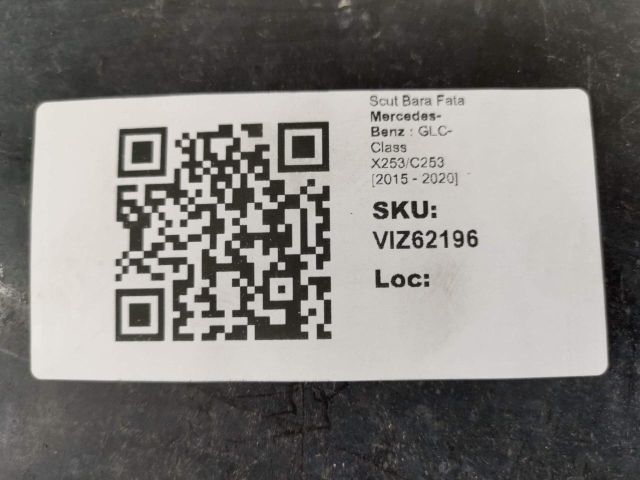 Scut Bara Fata
Mercedes-
Benz : GLC-
Class
X253/C253
[2015 - 2020]
SKU:
VIZ62196
Loc: